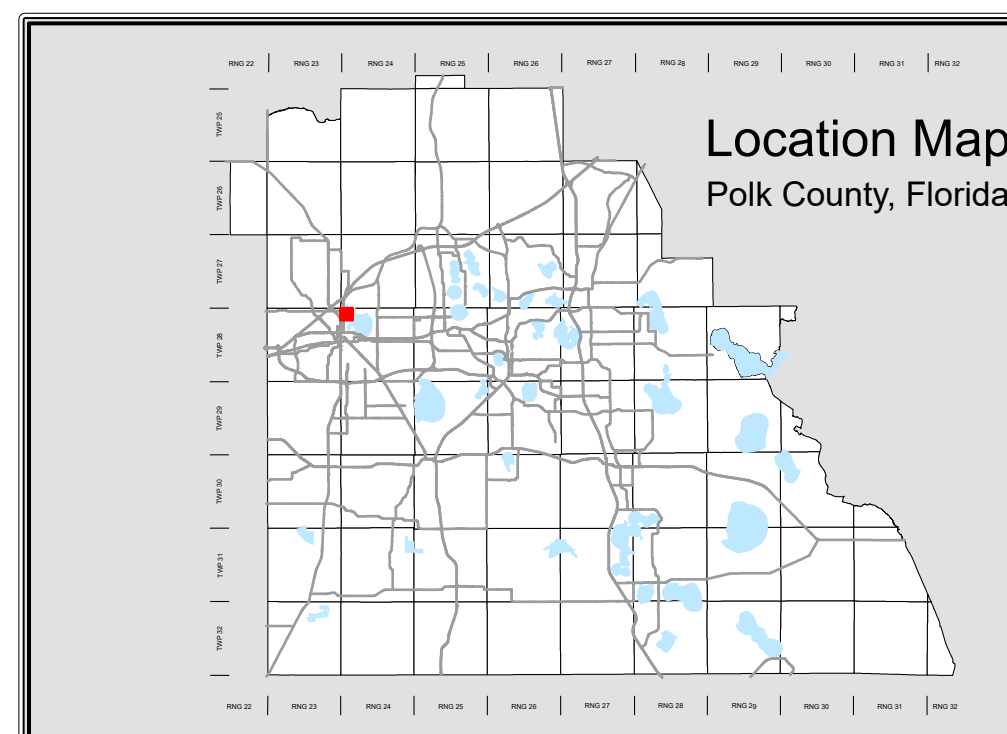 RNG 22 RNG 23 RNG 24 RNG 25 RNG 26 RNG 27 RNG 28 RNG 29 RNG 30 RNG 31 RNG 32
TWP 25
Location Map
Polk County, Florida
TWP 26
TWP 27
TWP 28
TWP 29
TWP 30
TWP 31
TWP 32
RNG 22 RNG 23 RNG 24 RNG 25 RNG 26 RNG 27 RNG 28 RNG 29 RNG 30 RNG 31 RNG 32